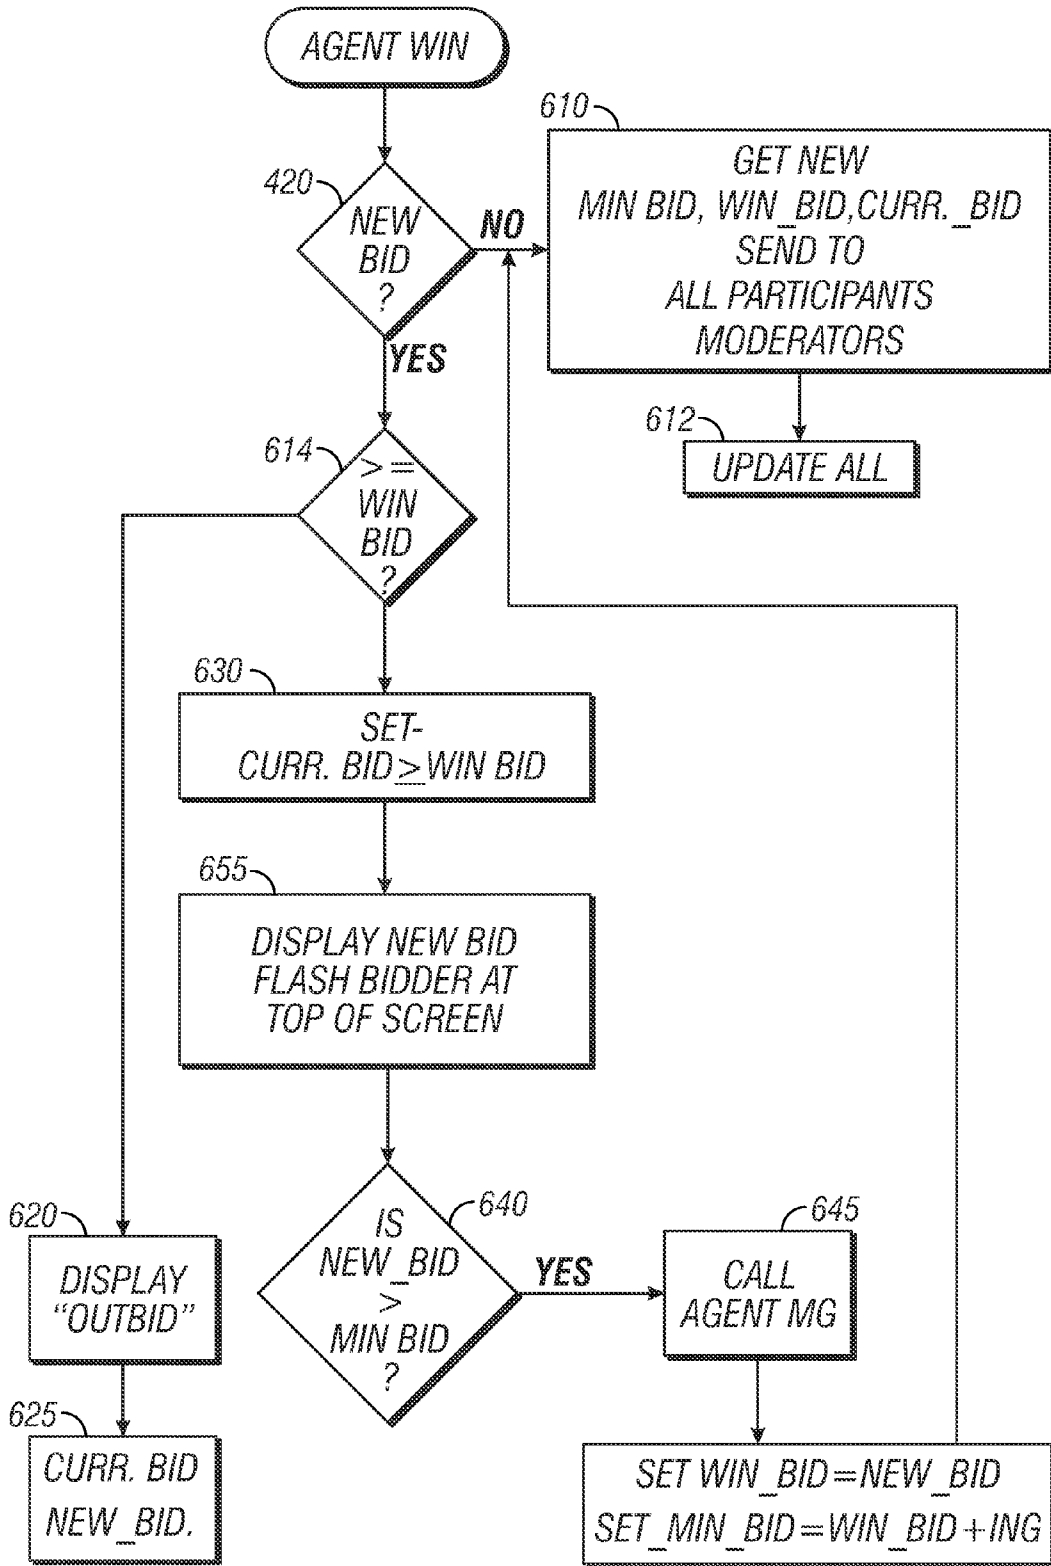 AGENT WIN
610
420
NEW
BID
?
NO
GET NEW
MIN BID, WIN_BID,CURR._BID
SEND TO
ALL PARTICIPANTS
MODERATORS
YES
612
UPDATE ALL
614
> =
WIN
BID
?
630
SET-
CURR. BID ≥ WIN BID
655
DISPLAY NEW BID
FLASH BIDDER AT
TOP OF SCREEN
640
IS
NEW_BID
>
MIN BID
?
YES
645
CALL
AGENT MG
620
DISPLAY
“OUTBID”
625
CURR. BID
NEW_BID.
SET WIN_BID=NEW_BID
SET_MIN_BID=WIN_BID+ING